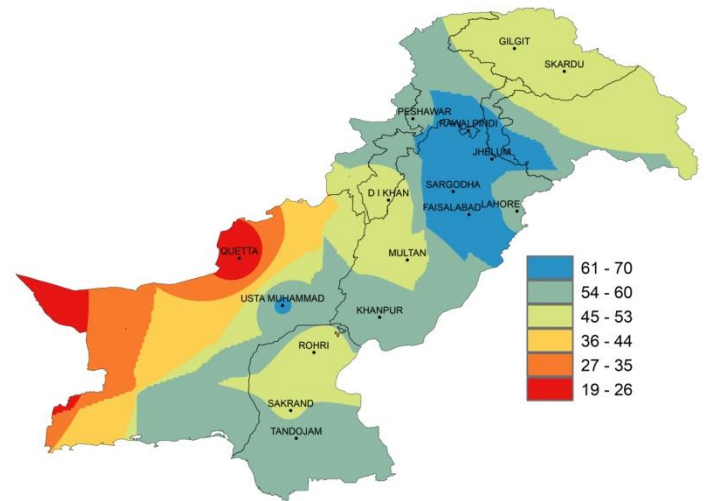 GILGIT
SKARDU
PESHAWAR
RAWALPINDI
JHELUM
SARGODHA
D I KHAN
FAISALABAD
LAHORE
MULTAN
QUETTA
USTA MUHAMMAD
KHANPUR
ROHRI
SAKRAND
TANDOJAM
61 - 70
54 - 60
45 - 53
36 - 44
27 - 35
19 - 26